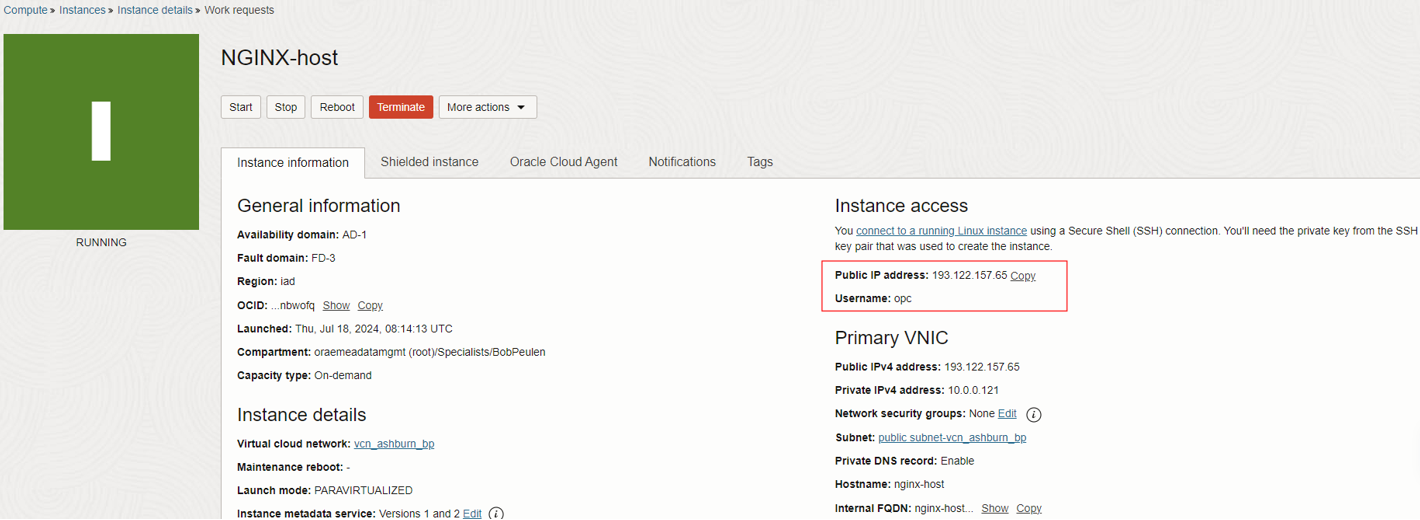 Compute » Instances » Instance details » Work requests
NGINX-host
Start Stop Reboot Terminate More actions
RUNNING
Instance information Shielded instance Oracle Cloud Agent Notifications Tags
General information
Availability domain: AD-1
Fault domain: FD-3
Region: iad
OCID: ...nbwofq Show Copy
Launched: Thu, Jul 18, 2024, 08:14:13 UTC
Compartment: oraemeadatamgmt (root)/Specialists/BobPeulen
Capacity type: On-demand
Instance details
Virtual cloud network: vcn_ashburn_bp
Maintenance reboot: -
Launch mode: PARAVIRTUALIZED
Instance metadata service: Versions 1 and 2 Edit i
Instance access
You connect to a running Linux instance using a Secure Shell (SSH) connection. You'll need the private key from the SSH
key pair that was used to create the instance.
Public IP address: 193.122.157.65 Copy
Username: opc
Primary VNIC
Public IPv4 address: 193.122.157.65
Private IPv4 address: 10.0.0.121
Network security groups: None Edit i
Subnet: public subnet-vcn_ashburn_bp
Private DNS record: Enable
Hostname: nginx-host
Internal FQDN: nginx-host... Show Copy